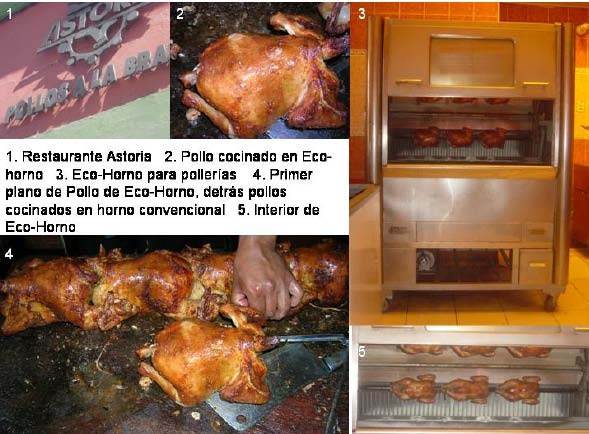 1
ASTORIA
POLLOS A LA BRA
2
3
1. Restaurante Astoria 2. Pollo cocinado en Eco-
horno 3. Eco-Horno para pollerías 4. Primer
plano de Pollo de Eco-Horno, detrás pollos
cocinados en horno convencional 5. Interior de
Eco-Horno
4
5